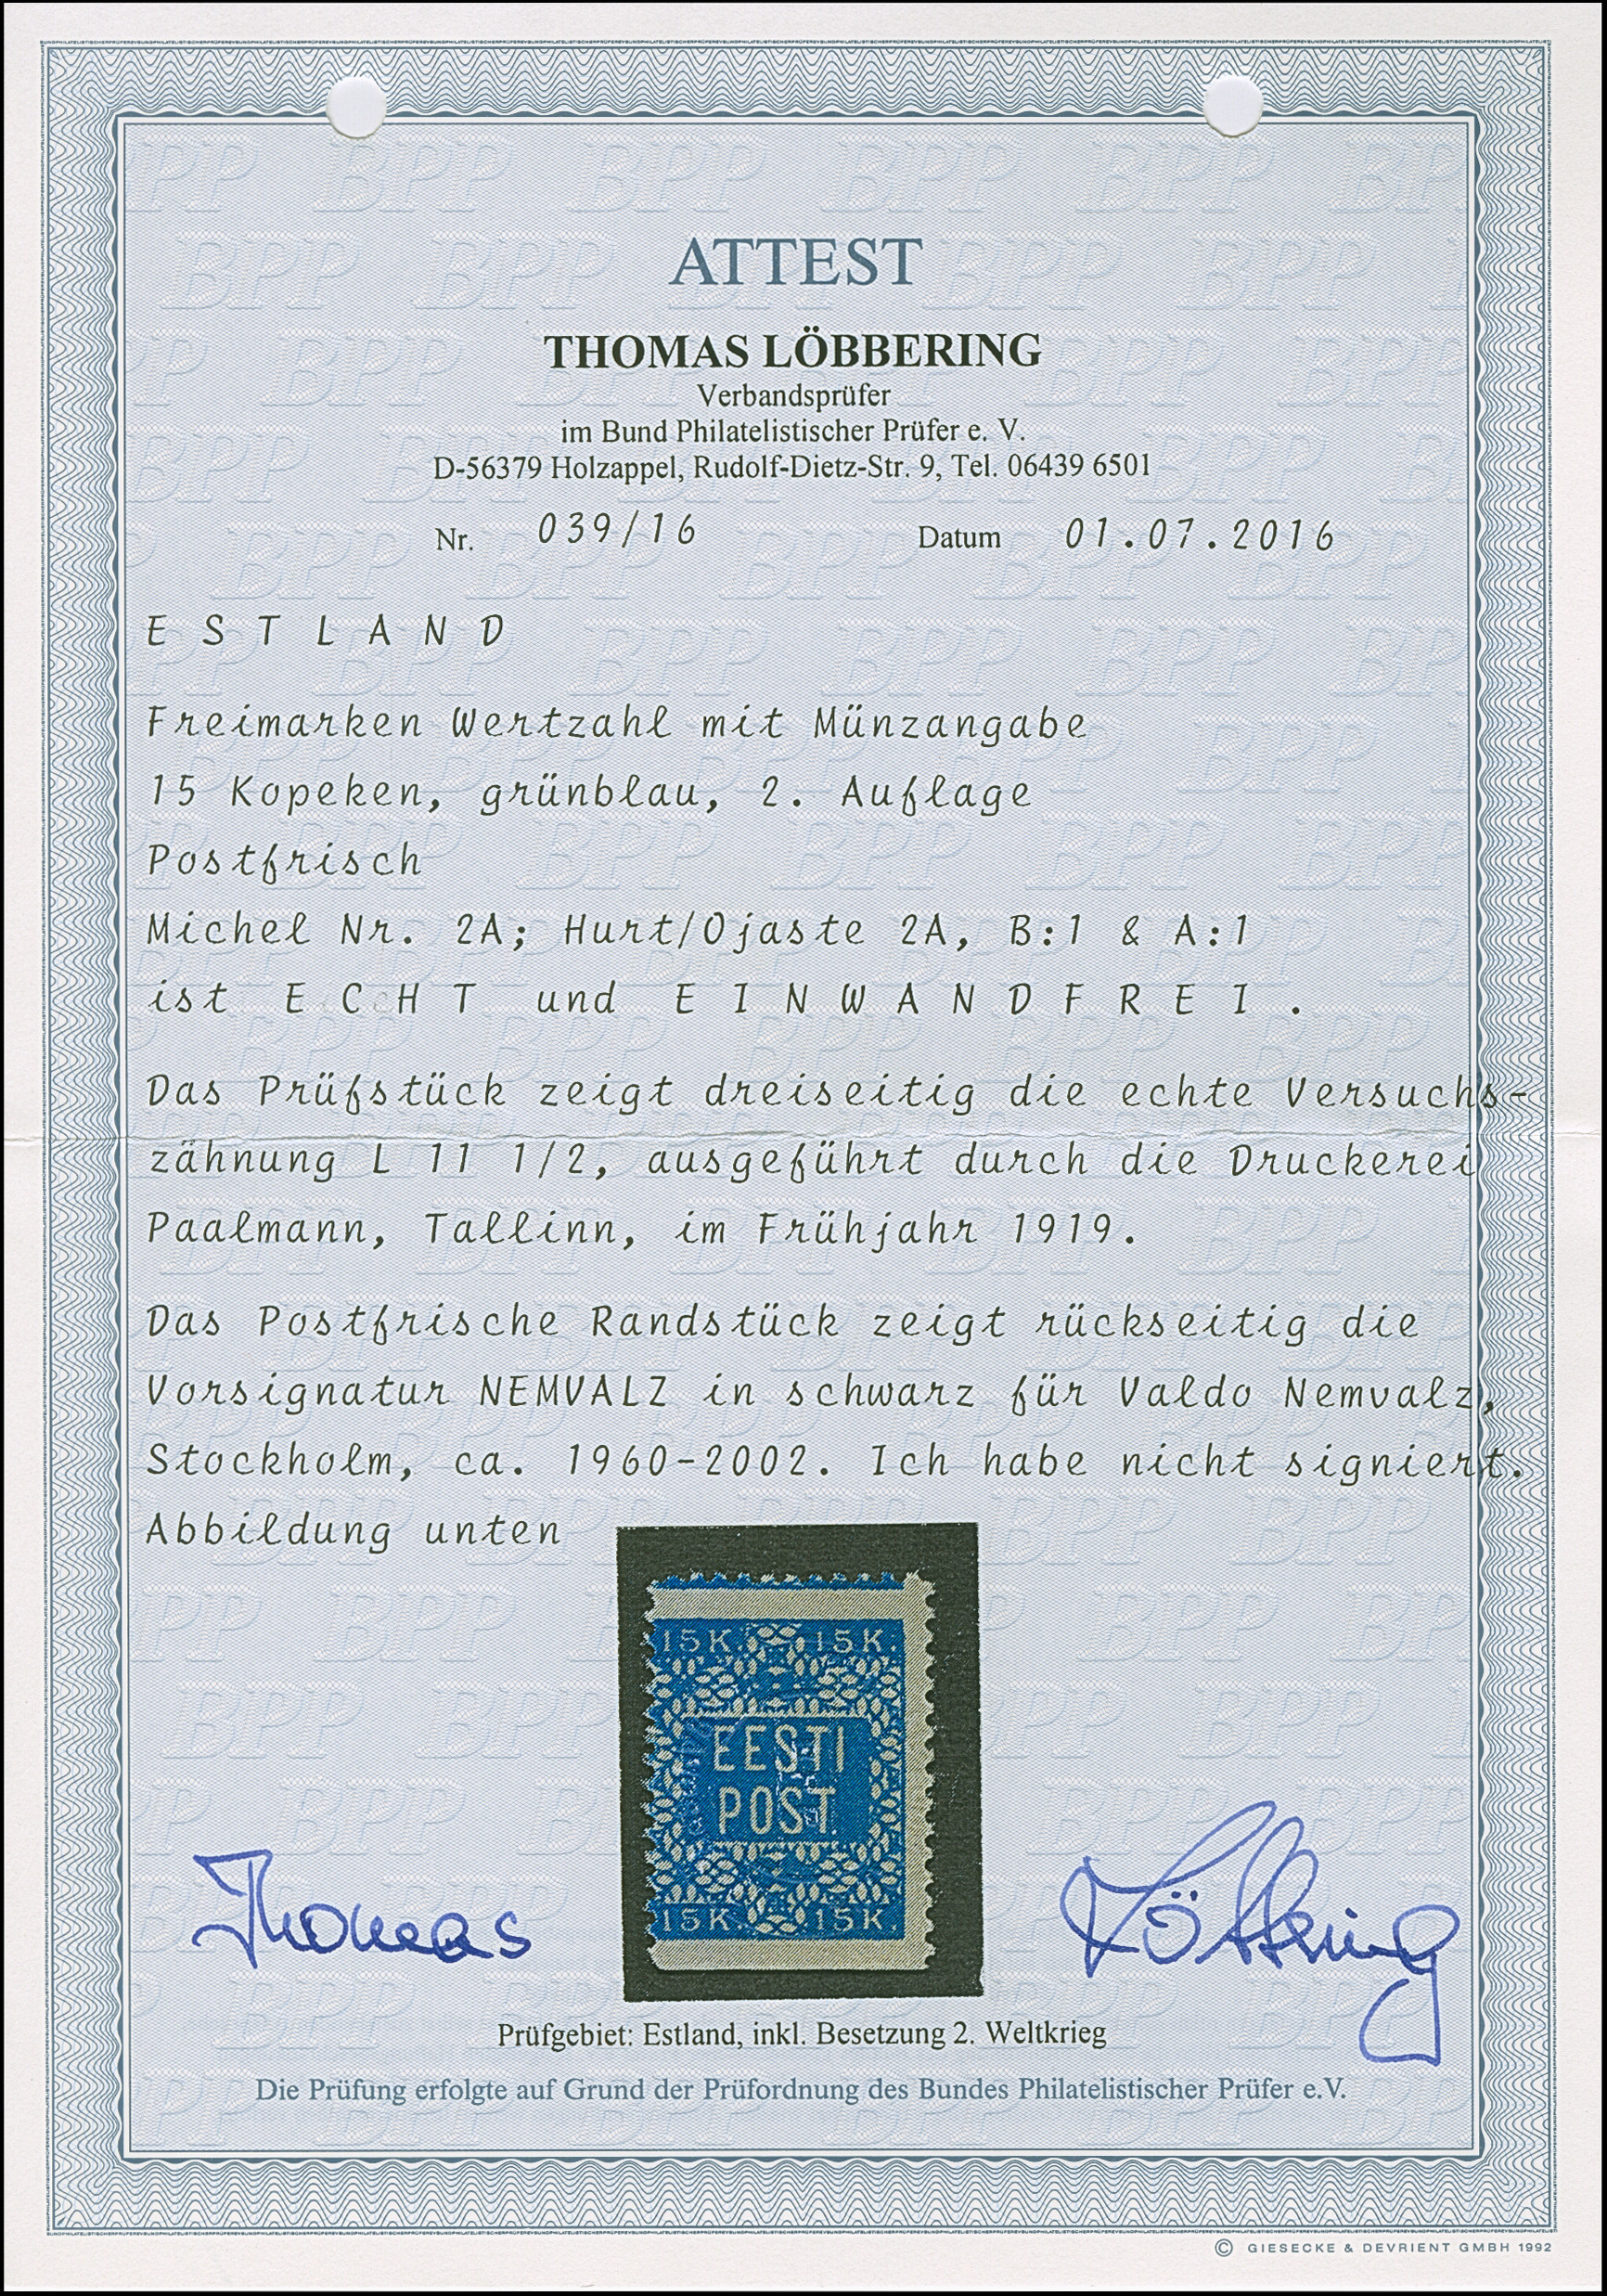 ATTEST
THOMAS LÖBBERING
Verbandsprüfer
im Bund Philatelistischer Prüfer e. V.
D-56379 Holzappel, Rudolf-Dietz-Str. 9, Tel. 06439 6501
Nr. 039/16 Datum 01.07.2016
E S T L A N D
Freimarken Wertzahl mit Münzangabe
15 Kopeken, grünblau, 2. Auflage
Postfrisch
Michel Nr. 2A; Hurt/Ojaste 2A, B:1 & A:1
ist E C H T und E I N W A N D F R E I .
Das Prüfstück zeigt dreiseitig die echte Versuchs-
zähnung L 11 1/2, ausgeführt durch die Druckerei
Paalmann, Tallinn, im Frühjahr 1919.
Das Postfrische Randstück zeigt rückseitig die
Vorsignatur NEMVALZ in schwarz für Valdo Nemvalz,
Stockholm, ca. 1960-2002. Ich habe nicht signiert.
Abbildung unten
15K. 15K.
EESTI
POST
15K. 15K.
Thomas Löbbering
Prüfgebiet: Estland, inkl. Besetzung 2. Weltkrieg
Die Prüfung erfolgte auf Grund der Prüfordnung des Bundes Philatelistischer Prüfer e.V.
© GIESECKE & DEVRIENT GMBH 1992